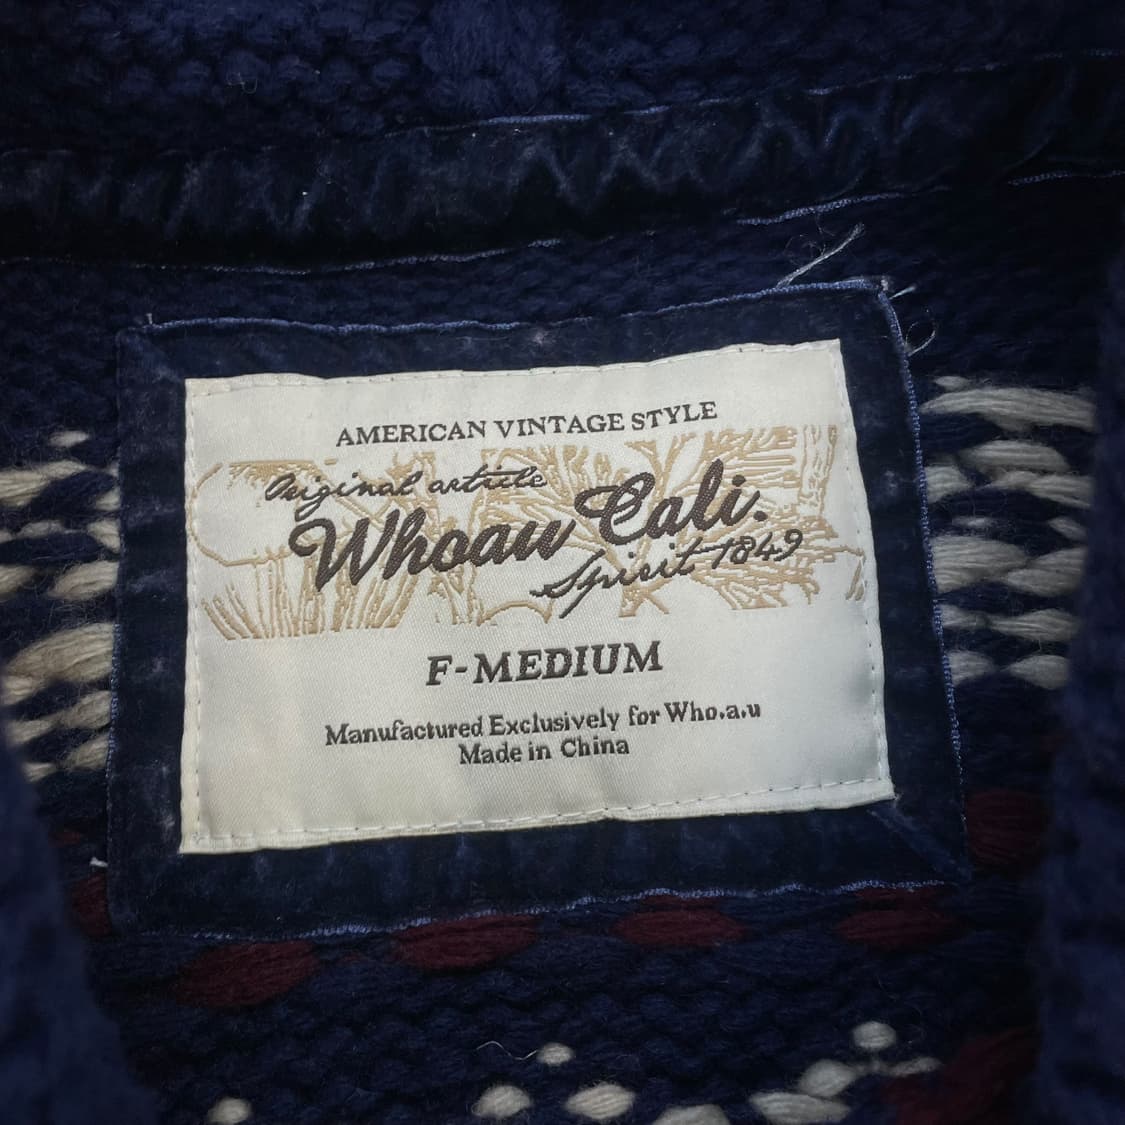 AMERICAN VINTAGE STYLE
Original article
Whoau Cali.
Spirit 1849
F-MEDIUM
Manufactured Exclusively for Who.a.u
Made in China